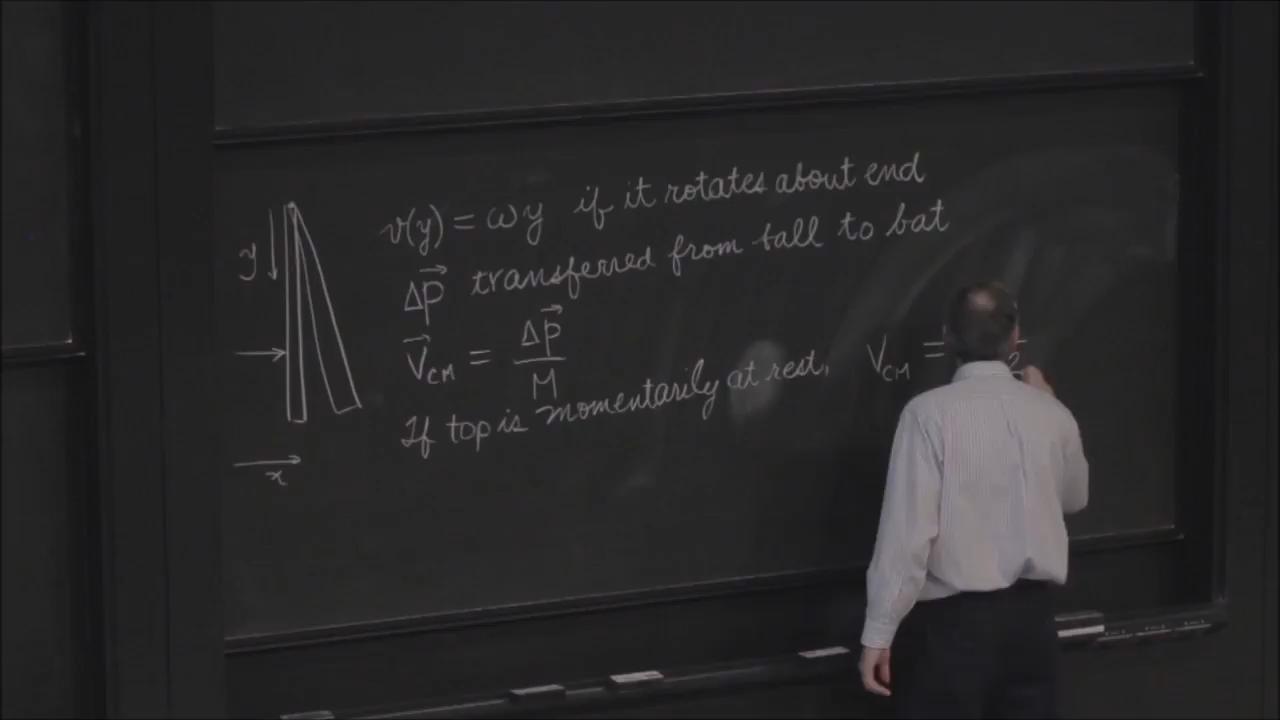 y
x
v(y) = ωy if it rotates about end
Δp⃗ transferred from ball to bat
V⃗CM = Δp⃗ / M
If top is momentarily at rest, VCM = 2